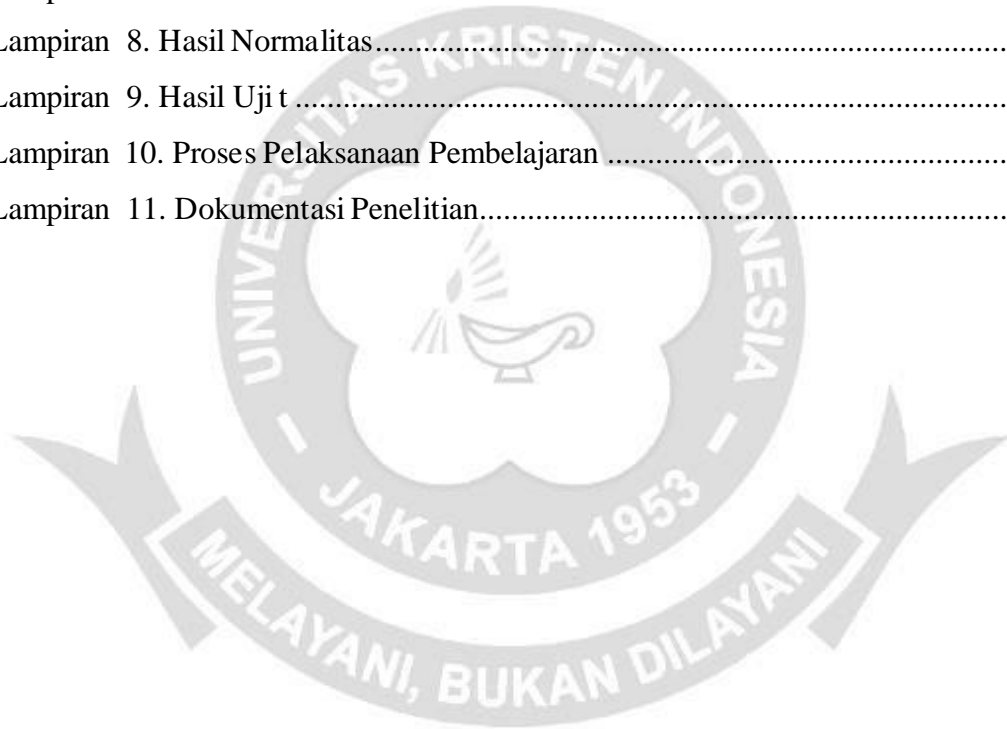 Lampiran 8. Hasil Normalitas..............................................................................
Lampiran 9. Hasil Uji t ........................................................................................
Lampiran 10. Proses Pelaksanaan Pembelajaran .................................................
Lampiran 11. Dokumentasi Penelitian.................................................................
UNIVERSITAS KRISTEN INDONESIA
- JAKARTA 1953 -
MELAYANI, BUKAN DILAYANI